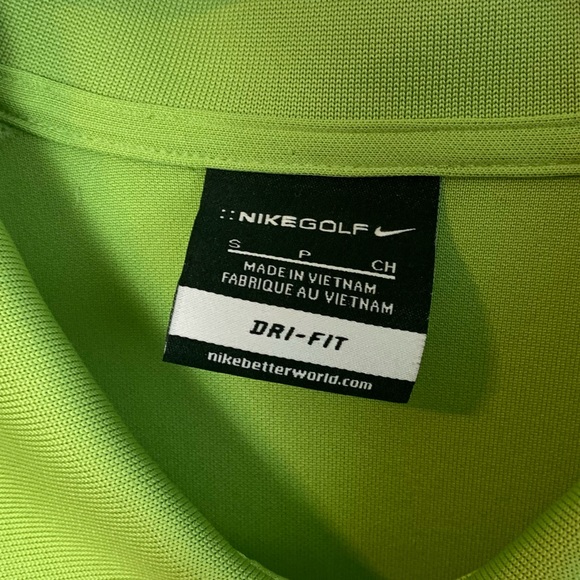 NIKEGOLF
S P CH
MADE IN VIETNAM
FABRIQUE AU VIETNAM
DRI-FIT
nikebetterworld.com